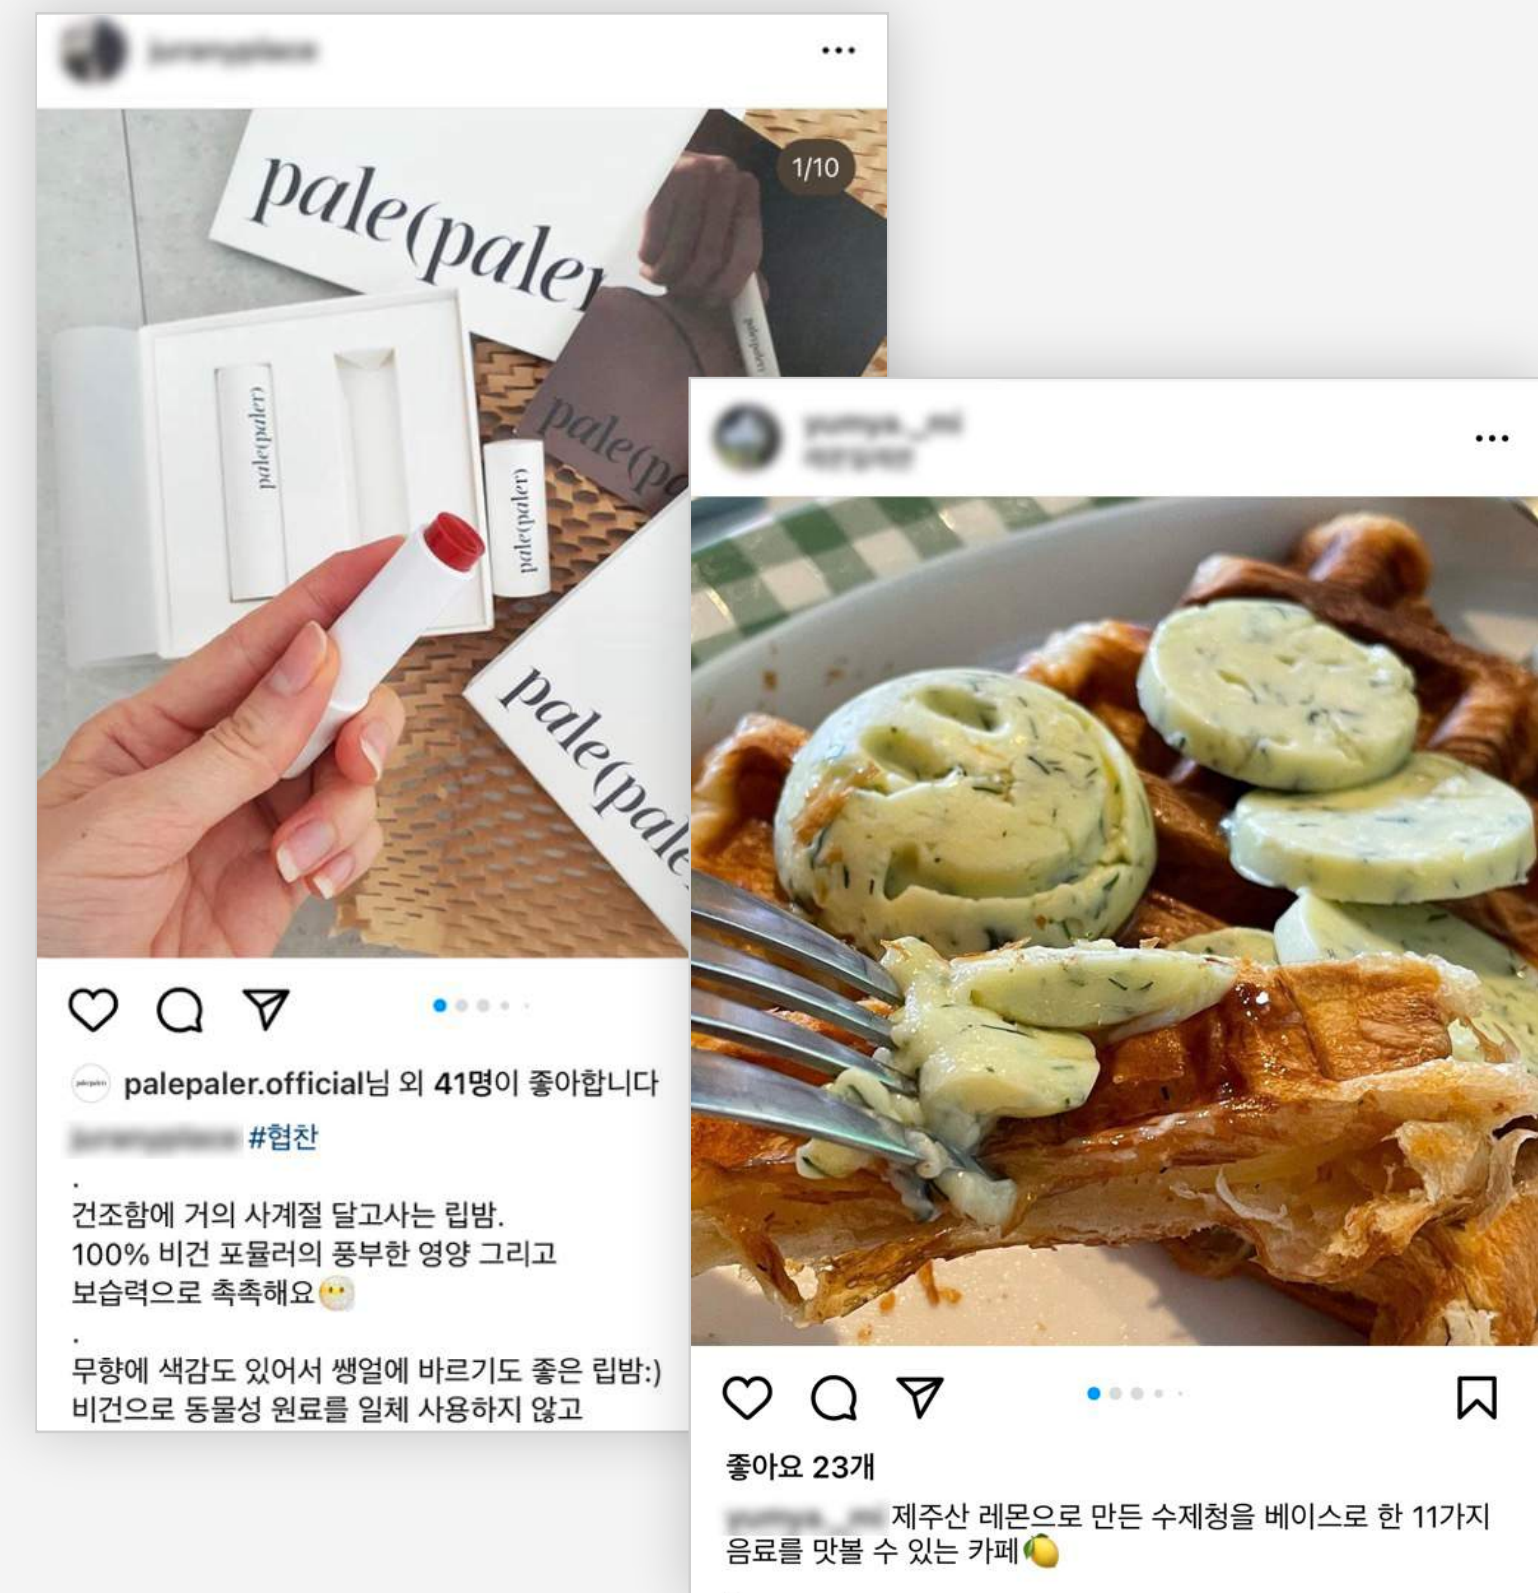 1/10
pale(paler
pale(paler)
pale(paler)
pale(paler)
pale(pa
pale(pale
palepaler.official님 외 41명이 좋아합니다
#협찬
.
건조함에 거의 사계절 달고사는 립밤.
100% 비건 포뮬러의 풍부한 영양 그리고
보습력으로 촉촉해요😶
.
무향에 색감도 있어서 쌩얼에 바르기도 좋은 립밤:)
비건으로 동물성 원료를 일체 사용하지 않고
좋아요 23개
제주산 레몬으로 만든 수제청을 베이스로 한 11가지
음료를 맛볼 수 있는 카페🍋